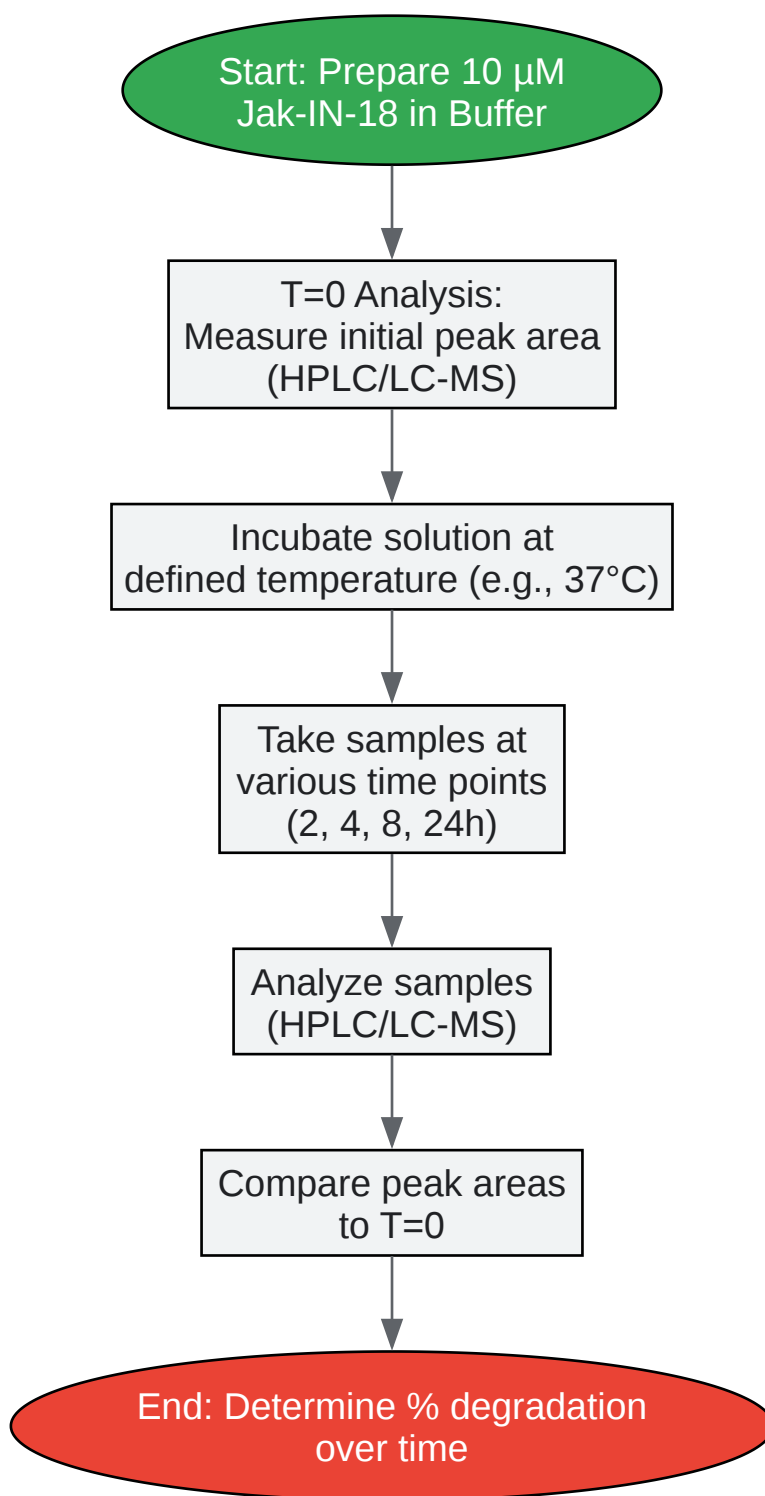 Start: Prepare 10 µM
Jak-IN-18 in Buffer
T=0 Analysis:
Measure initial peak area
(HPLC/LC-MS)
Incubate solution at
defined temperature (e.g., 37°C)
Take samples at
various time points
(2, 4, 8, 24h)
Analyze samples
(HPLC/LC-MS)
Compare peak areas
to T=0
End: Determine % degradation
over time